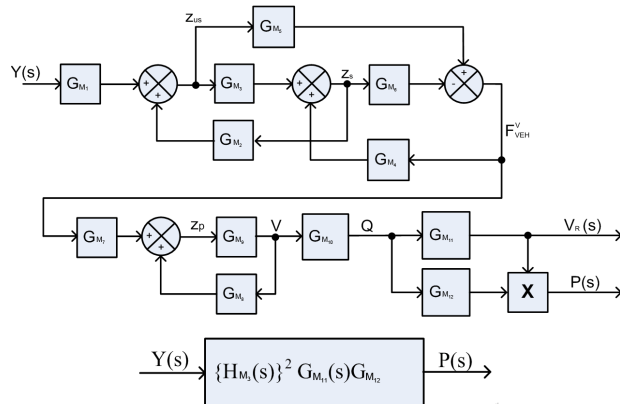 z_us
G_M₅
Y(s)
G_M₁
+
+
G_M₃
+
+
z_s
G_M₆
-
+
G_M₂
G_M₄
F^V_VEH
G_M₇
+
+
z_p
G_M₉
V
G_M₁₀
Q
G_M₁₁
V_R(s)
G_M₈
G_M₁₂
X
P(s)
Y(s)
{H_M₃(s)}² G_M₁₁(s)G_M₁₂
P(s)